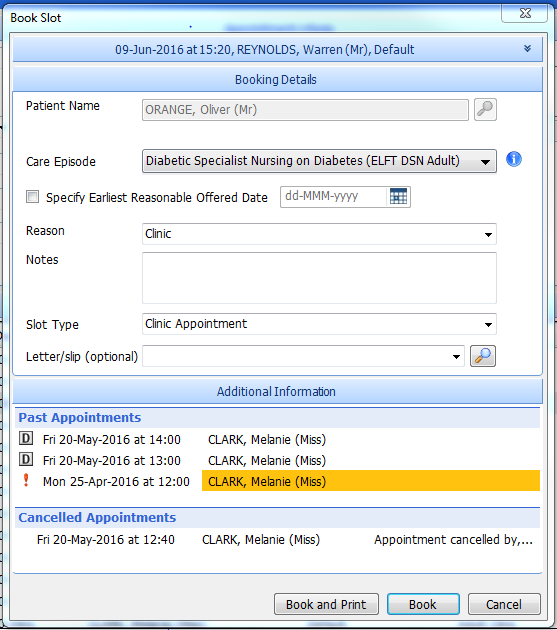 Book Slot
09-Jun-2016 at 15:20, REYNOLDS, Warren (Mr), Default
Booking Details
Patient Name ORANGE, Oliver (Mr)
Care Episode Diabetic Specialist Nursing on Diabetes (ELFT DSN Adult)
Specify Earliest Reasonable Offered Date dd-MMM-yyyy
Reason Clinic
Notes
Slot Type Clinic Appointment
Letter/slip (optional)
Additional Information
Past Appointments
D Fri 20-May-2016 at 14:00 CLARK, Melanie (Miss)
D Fri 20-May-2016 at 13:00 CLARK, Melanie (Miss)
! Mon 25-Apr-2016 at 12:00 CLARK, Melanie (Miss)
Cancelled Appointments
Fri 20-May-2016 at 12:40 CLARK, Melanie (Miss) Appointment cancelled by,...
Book and Print Book Cancel